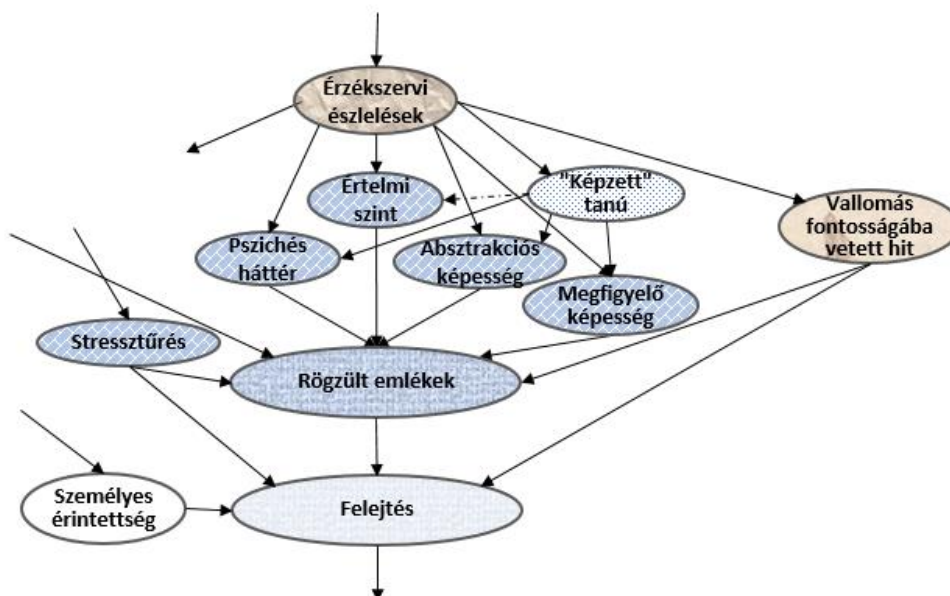 Érzékszervi
észlelések
Értelmi
szint
"Képzett"
tanú
Vallomás
fontosságába
vetett hit
Pszichés
háttér
Absztrakciós
képesség
Megfigyelő
képesség
Stressztűrés
Rögzült emlékek
Személyes
érintettség
Felejtés